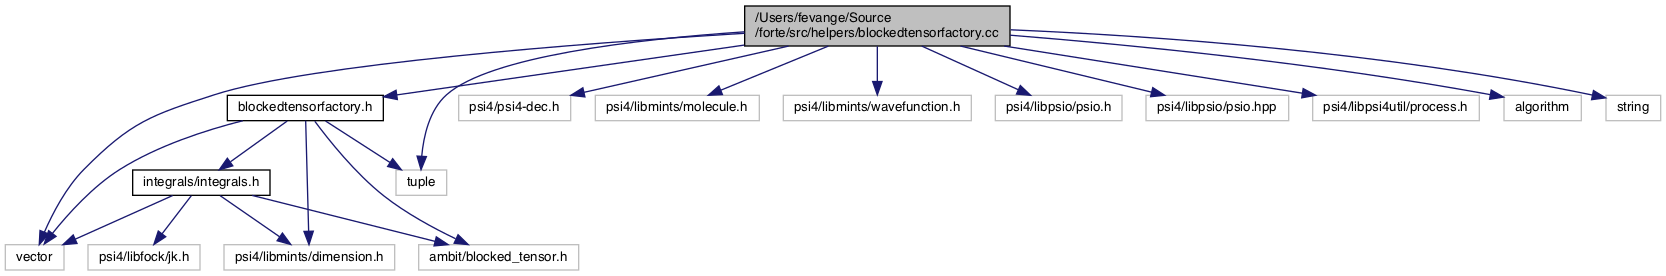 /Users/fevange/Source
/forte/src/helpers/blockedtensorfactory.cc
blockedtensorfactory.h
psi4/psi4-dec.h
psi4/libmints/molecule.h
psi4/libmints/wavefunction.h
psi4/libpsio/psio.h
psi4/libpsio/psio.hpp
psi4/libpsi4util/process.h
algorithm
string
integrals/integrals.h
tuple
vector
psi4/libfock/jk.h
psi4/libmints/dimension.h
ambit/blocked_tensor.h